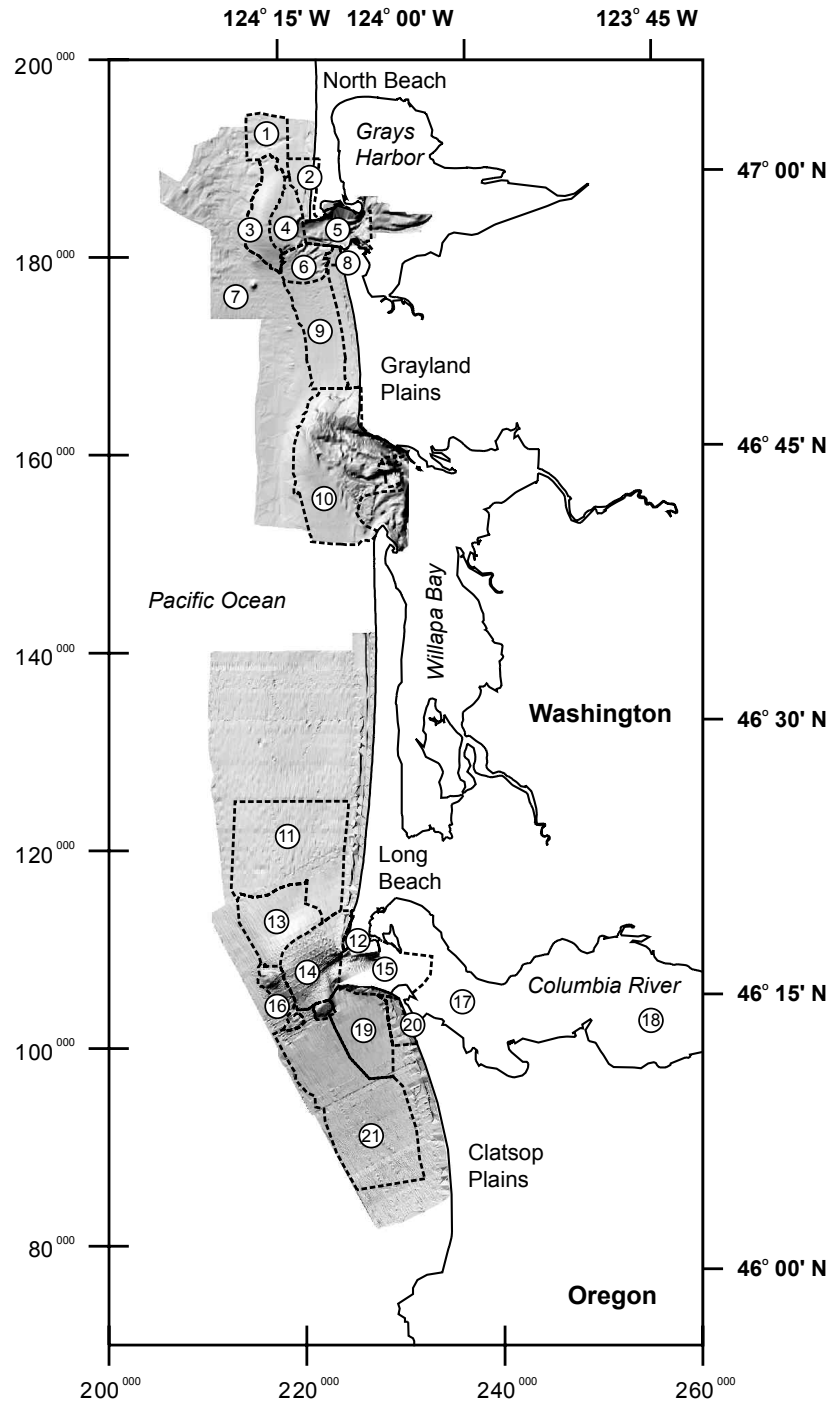 124° 15' W 124° 00' W 123° 45 W
200 000
North Beach
Grays
Harbor
1
47° 00' N
2
3
4
5
180 000
6
8
7
9
Grayland
Plains
160 000
46° 45' N
10
Pacific Ocean
Willapa Bay
140 000
Washington
46° 30' N
11
120 000
Long
Beach
13
12
14
15
Columbia River
46° 15' N
16
17
18
100 000
19
20
21
Clatsop
Plains
80 000
46° 00' N
Oregon
200 000 220 000 240 000 260 000